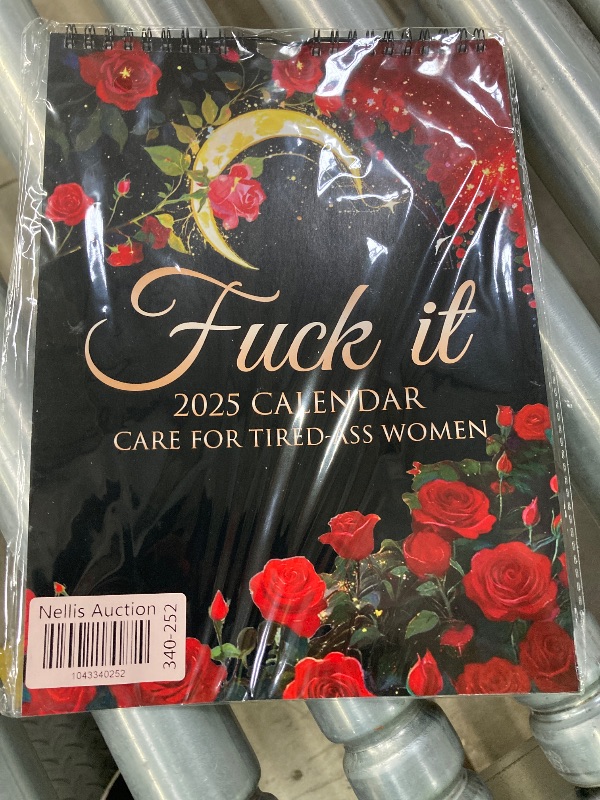 Fuck it
2025 CALENDAR
CARE FOR TIRED-ASS WOMEN
Nellis Auction
340-252
1043340252